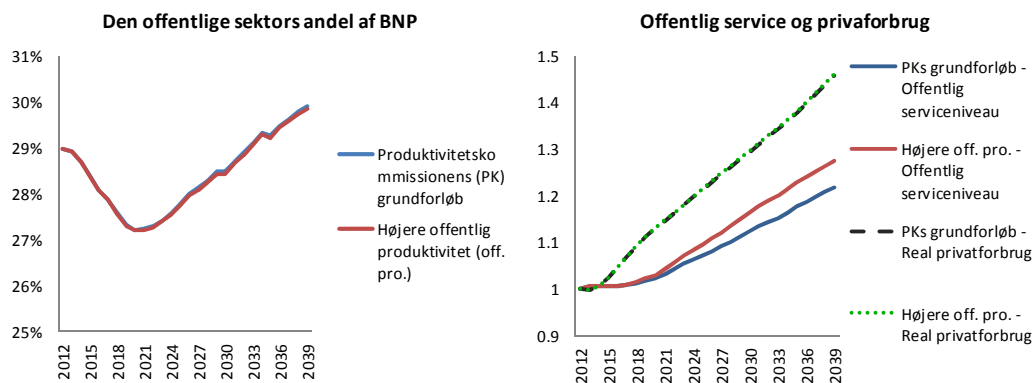 Den offentlige sektors andel af BNP
31%
30%
29%
28%
27%
26%
25%
2012
2015
2018
2021
2024
2027
2030
2033
2036
2039
Produktivitetsko
mmissionens (PK)
grundforløb
Højere offentlig
produktivitet (off.
pro.)
Offentlig service og privaforbrug
1.5
1.4
1.3
1.2
1.1
1
0.9
2012
2015
2018
2021
2024
2027
2030
2033
2036
2039
PKs grundforløb -
Offentlig
serviceniveau
Højere off. pro. -
Offentlig
serviceniveau
PKs grundforløb -
Real privatforbrug
Højere off. pro. -
Real privatforbrug